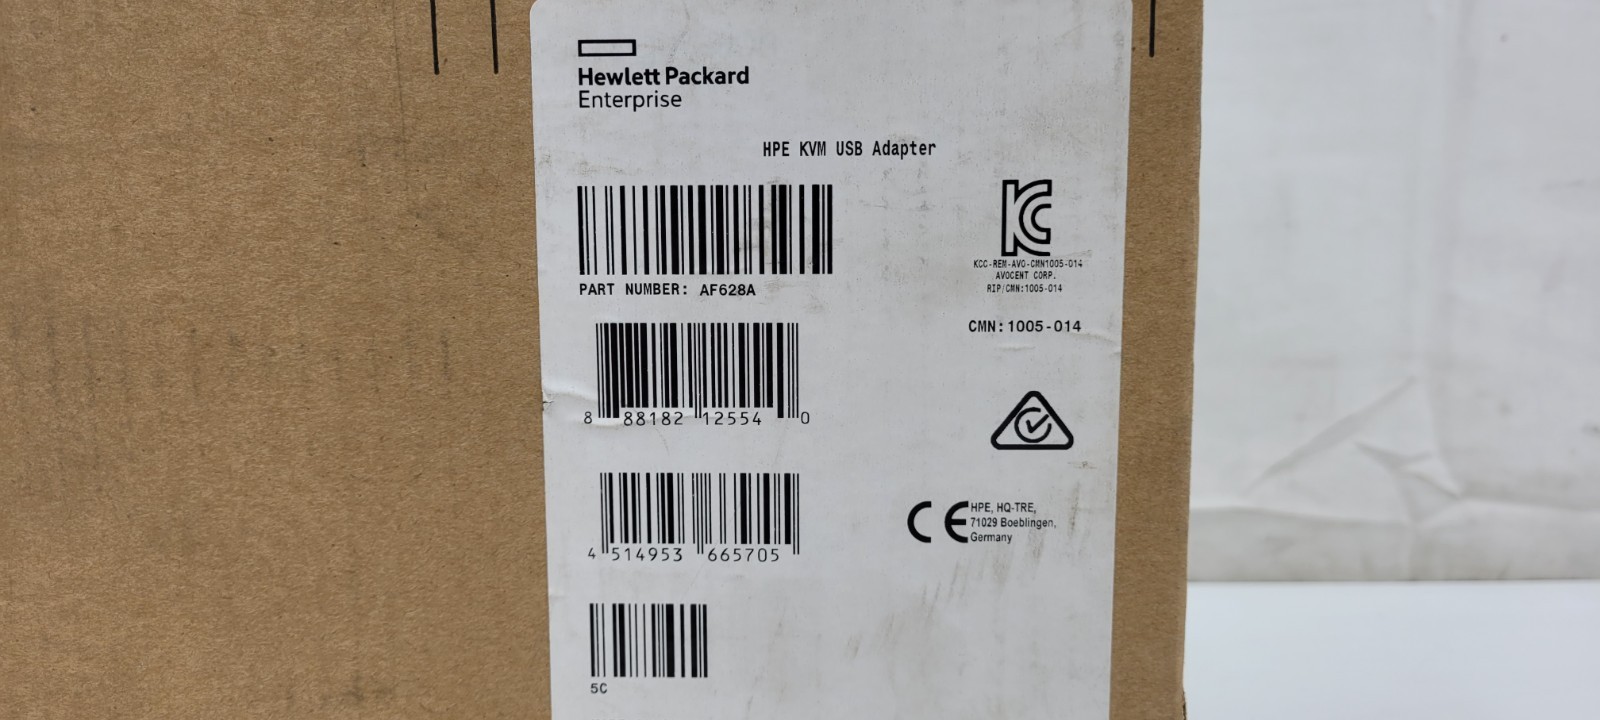 Hewlett Packard
Enterprise
HPE KVM USB Adapter
PART NUMBER: AF628A
KCC-REM-AVO-CMN1005-014
AVOCENT CORP.
RIP/CMN:1005-014
CMN:1005-014
8 88182 12554 0
CE
HPE, HQ-TRE,
71029 Boeblingen,
Germany
4 514953 665705
5C